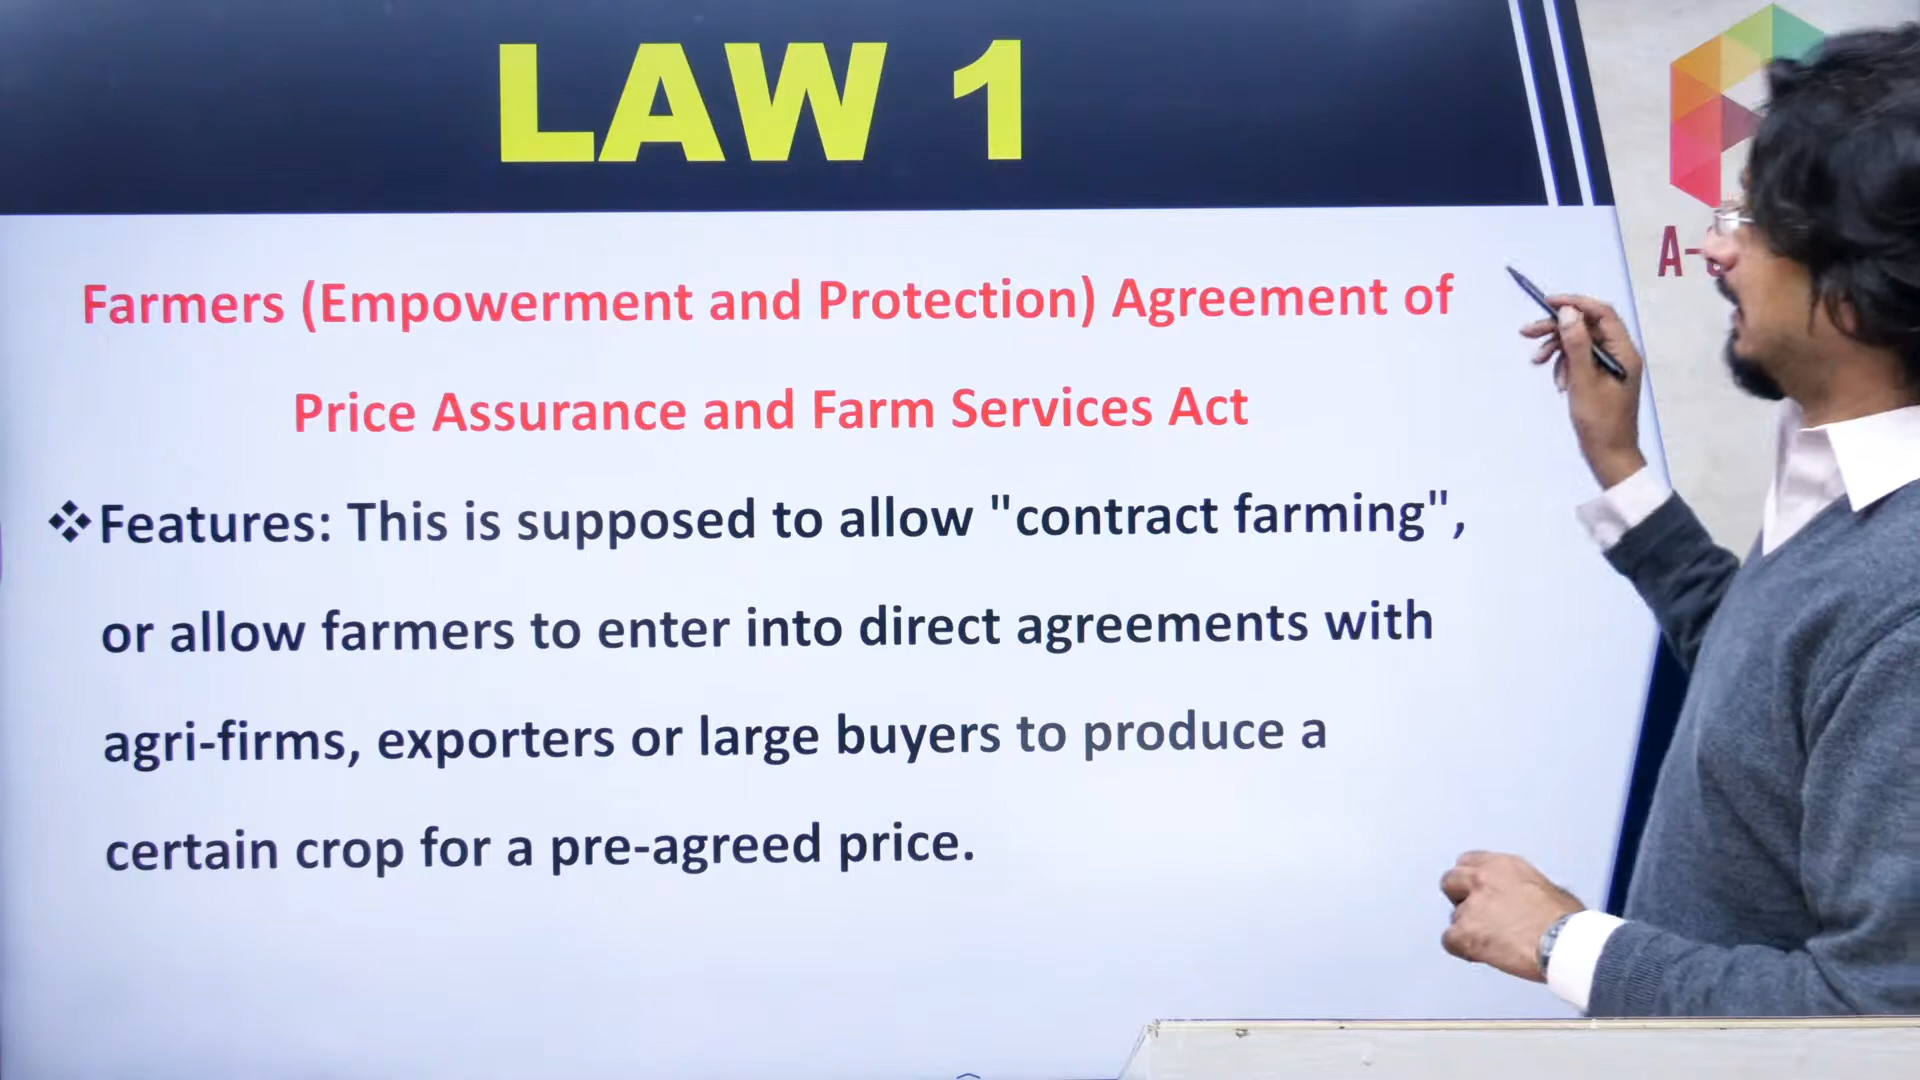 LAW 1
Farmers (Empowerment and Protection) Agreement of
Price Assurance and Farm Services Act
❖Features: This is supposed to allow "contract farming",
or allow farmers to enter into direct agreements with
agri-firms, exporters or large buyers to produce a
certain crop for a pre-agreed price.